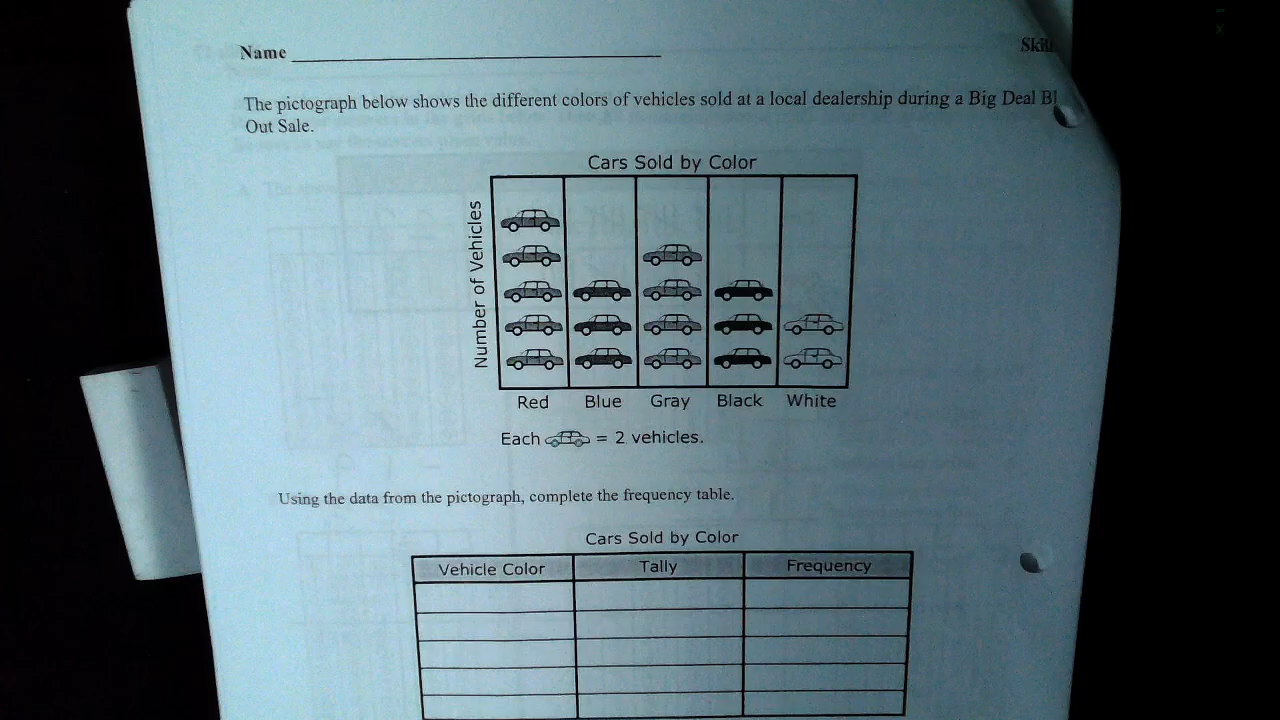 Name
The pictograph below shows the different colors of vehicles sold at a local dealership during a Big Deal
Out Sale.
Cars Sold by Color
Number of Vehicles
Red Blue Gray Black White
Each = 2 vehicles.
Using the data from the pictograph, complete the frequency table.
Cars Sold by Color
Vehicle Color Tally Frequency